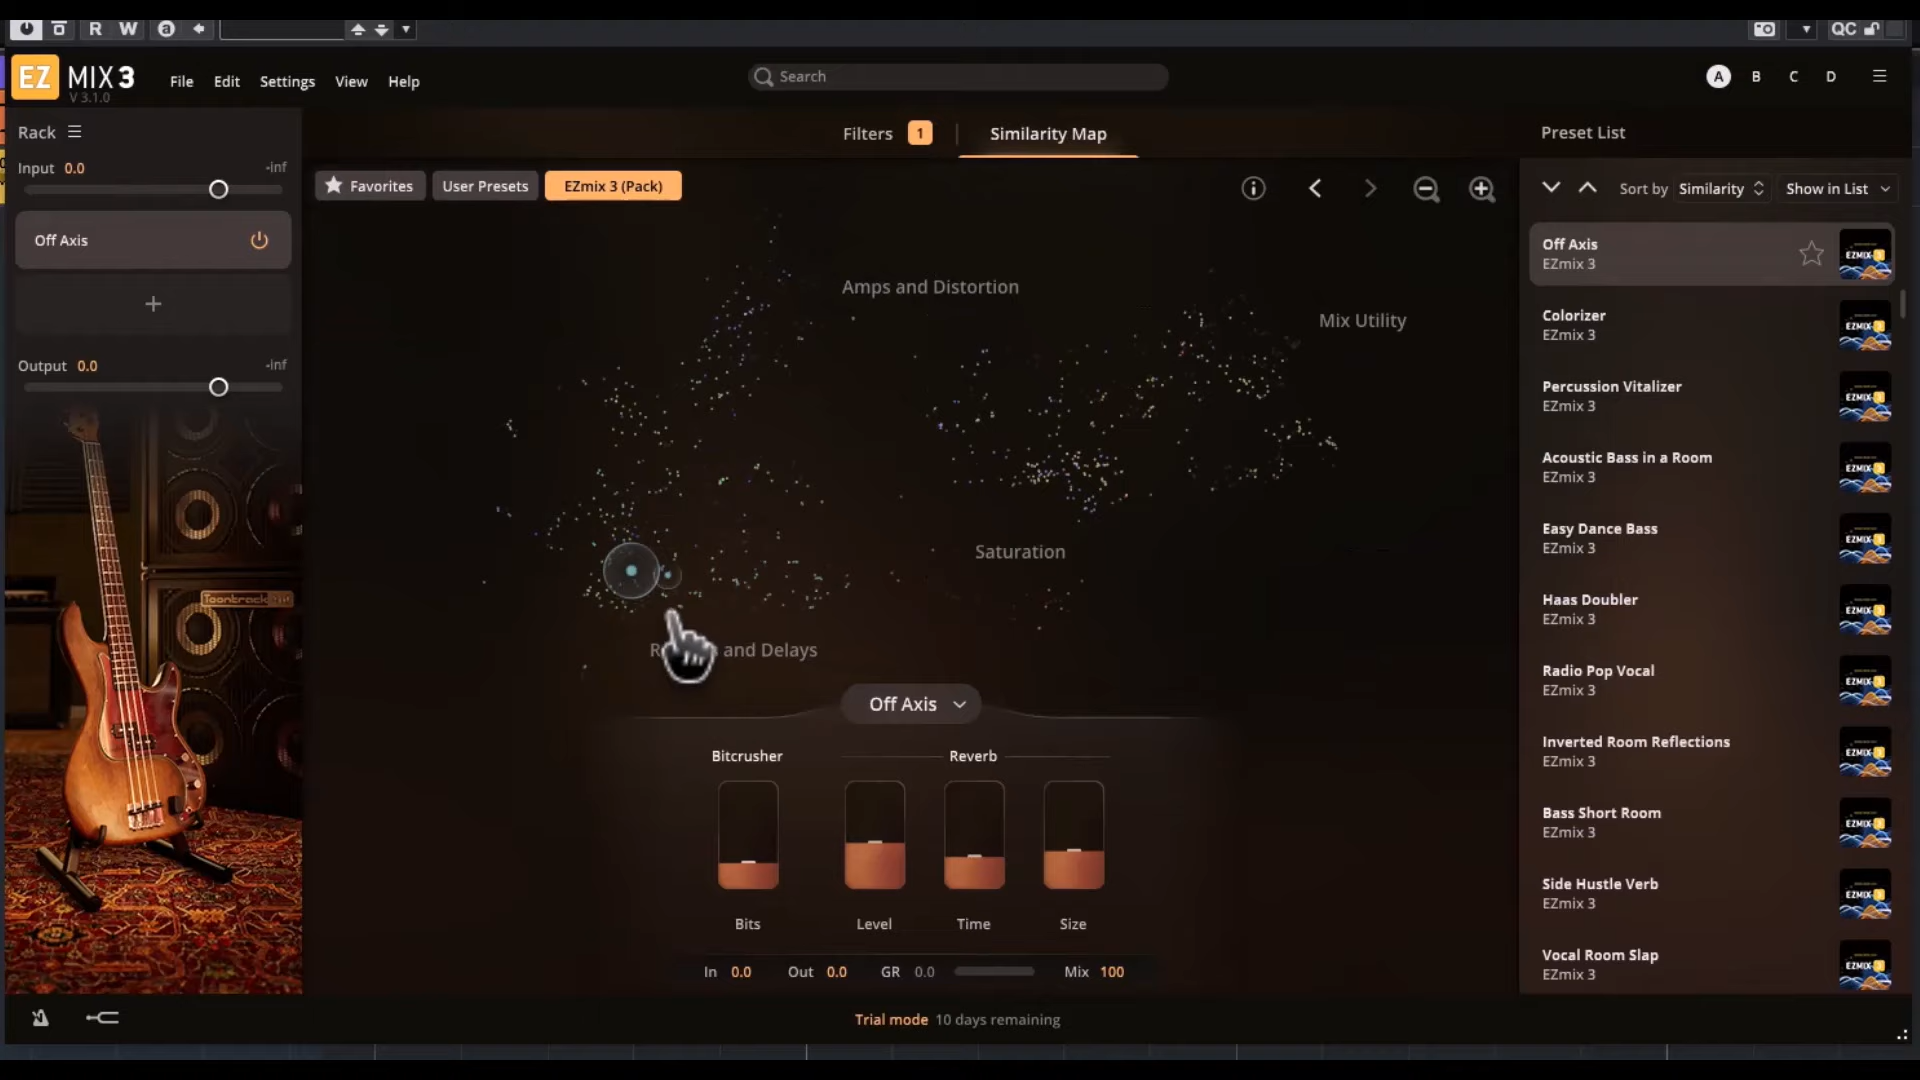 R W a QC
EZ MIX 3
V 3.1.0
File Edit Settings View Help
Search
A B C D
Rack
Filters 1
Similarity Map
Preset List
Input 0.0 -inf
Favorites
User Presets
EZmix 3 (Pack)
Sort by Similarity
Show in List
Off Axis
Output 0.0 -inf
Amps and Distortion
Mix Utility
Saturation
and Delays
Toontrack
Off Axis
EZmix 3
Colorizer
EZmix 3
Percussion Vitalizer
EZmix 3
Acoustic Bass in a Room
EZmix 3
Easy Dance Bass
EZmix 3
Haas Doubler
EZmix 3
Radio Pop Vocal
EZmix 3
Inverted Room Reflections
EZmix 3
Bass Short Room
EZmix 3
Side Hustle Verb
EZmix 3
Vocal Room Slap
EZmix 3
Off Axis
Bitcrusher
Reverb
Bits Level Time Size
In 0.0 Out 0.0 GR 0.0 Mix 100
Trial mode 10 days remaining